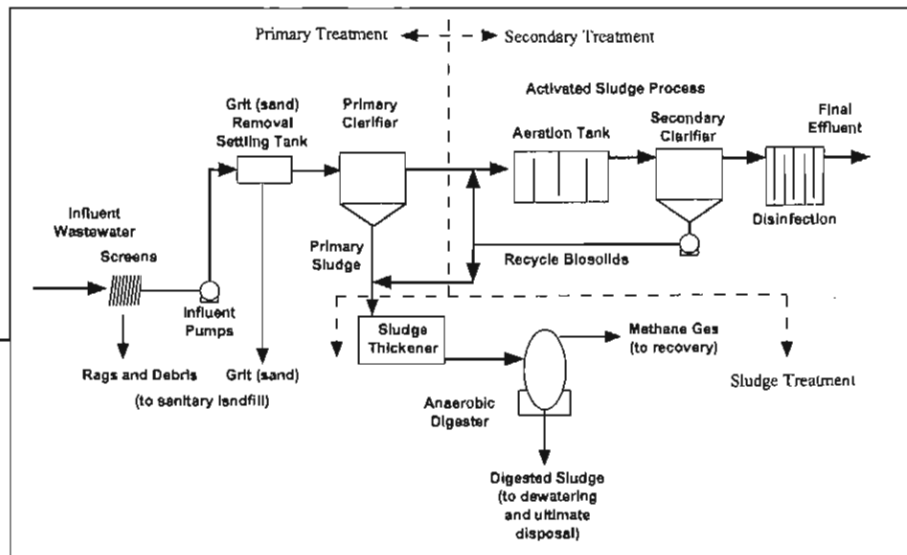 Primary Treatment
Secondary Treatment
Activated Sludge Process
Grit (sand)
Removal
Settling Tank
Primary
Clarifier
Aeration Tank
Secondary
Clarifier
Final
Effluent
Influent
Wastewater
Screens
Influent
Pumps
Primary
Sludge
Recycle Biosolids
Disinfection
Rags and Debris
Grit (sand)
(to sanitary landfill)
Sludge
Thickener
Methane Gas
(to recovery)
Sludge Treatment
Anaerobic
Digester
Digested Sludge
(to dewatering
and ultimate
disposal)